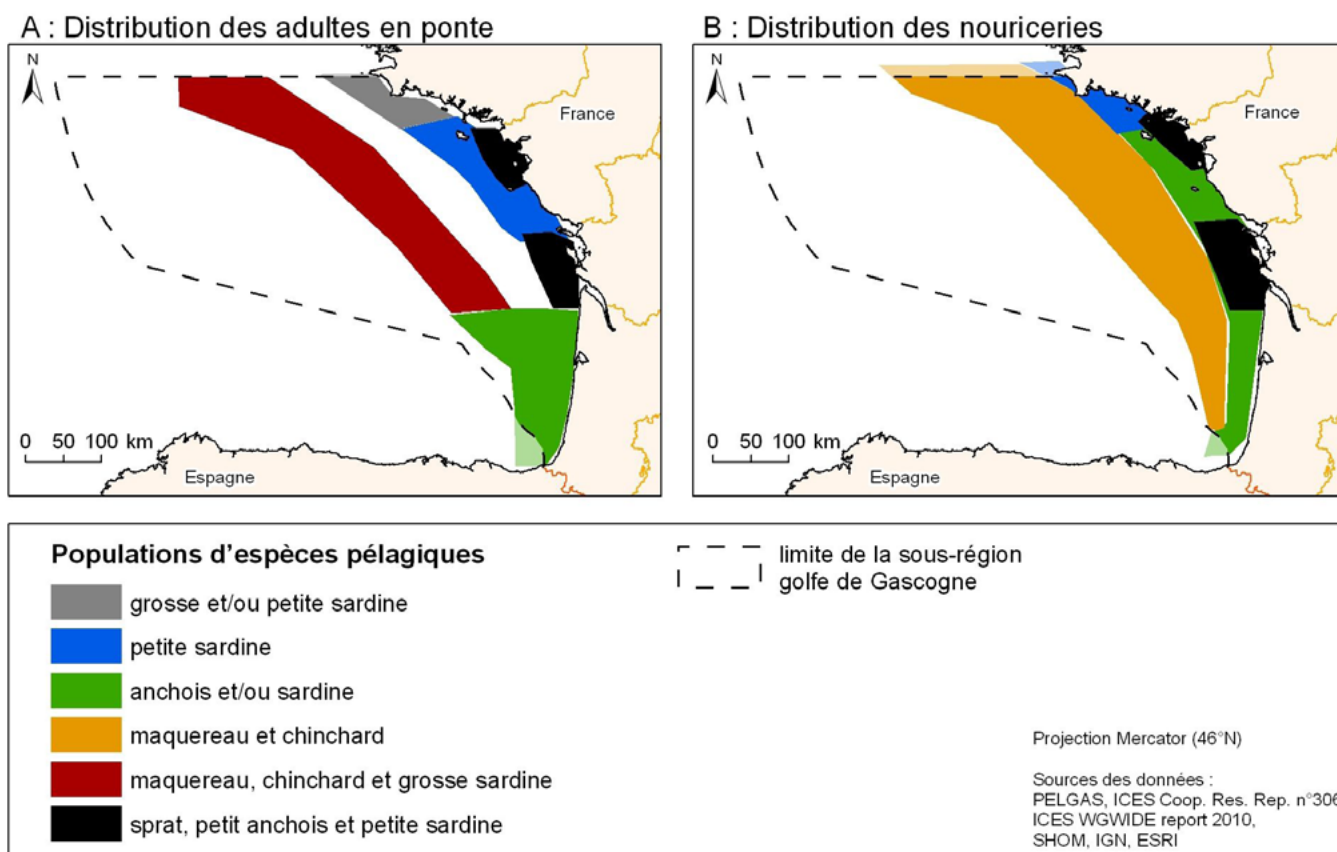 A : Distribution des adultes en ponte
N
France
0 50 100 km
Espagne
B : Distribution des nouriceries
N
France
0 50 100 km
Espagne
Populations d'espèces pélagiques
grosse et/ou petite sardine
petite sardine
anchois et/ou sardine
maquereau et chinchard
maquereau, chinchard et grosse sardine
sprat, petit anchois et petite sardine
limite de la sous-région
golfe de Gascogne
Projection Mercator (46°N)
Sources des données :
PELGAS, ICES Coop. Res. Rep. n°306
ICES WGWIDE report 2010,
SHOM, IGN, ESRI